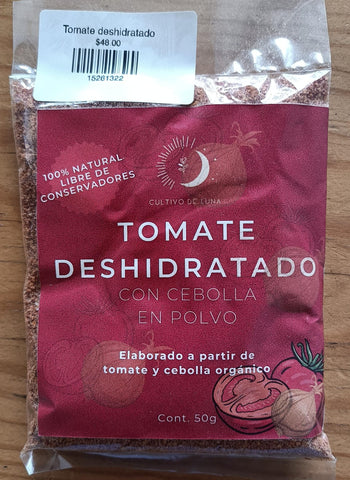 Tomate deshidratado
$48.00
15261322
100% NATURAL
LIBRE DE
CONSERVADORES
CULTIVO DE LUNA
TOMATE
DESHIDRATADO
CON CEBOLLA
EN POLVO
Elaborado a partir de
tomate y cebolla orgánico
Cont. 50g